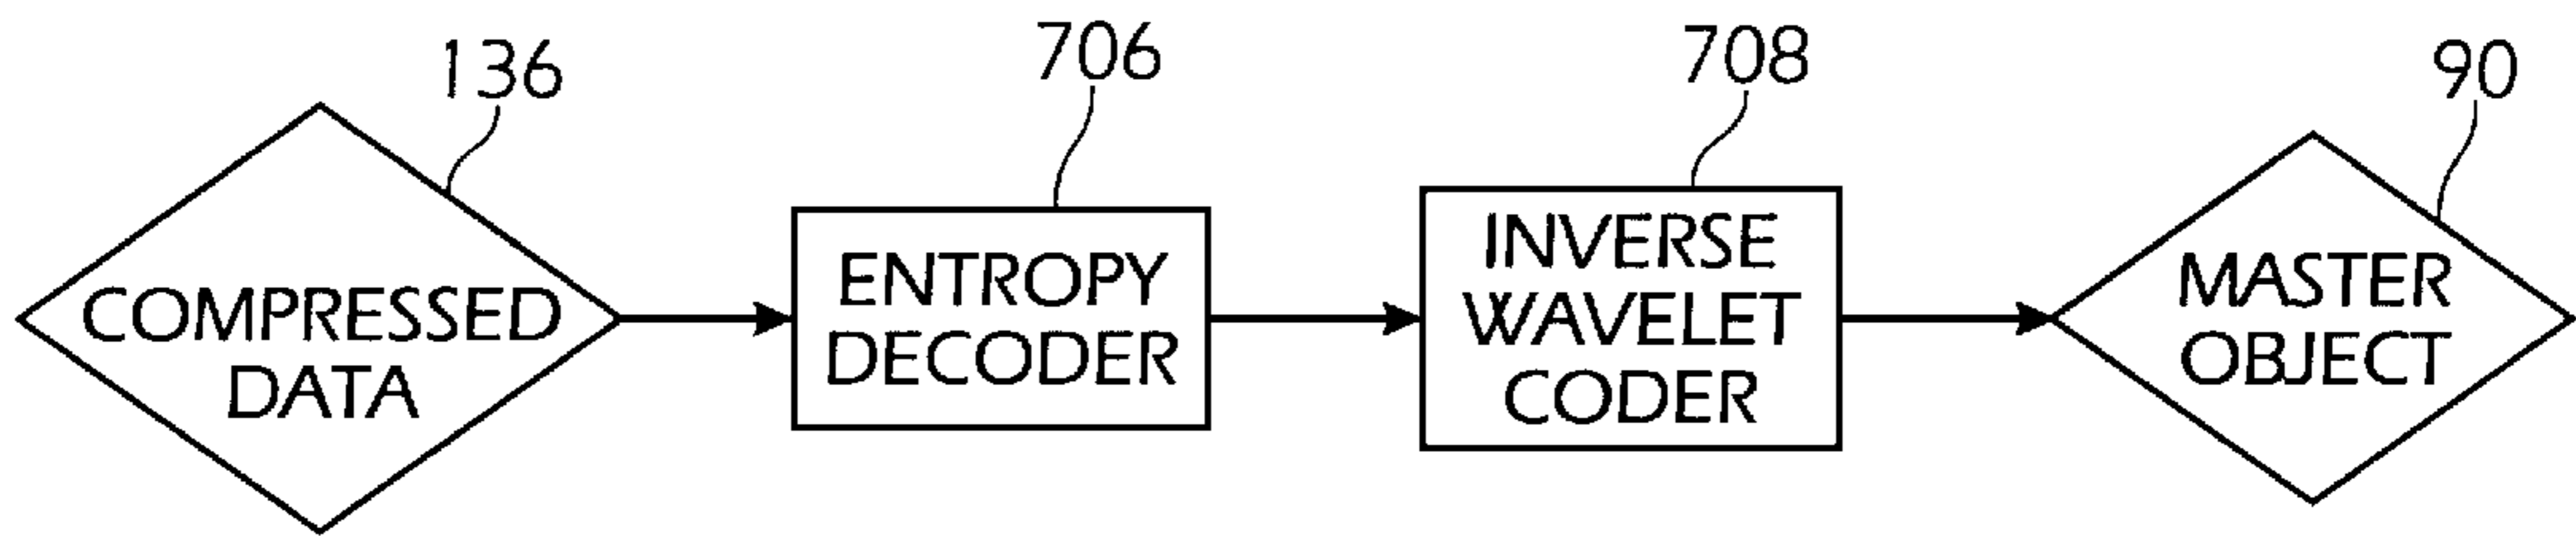 136
706
708
90
COMPRESSED
DATA
ENTROPY
DECODER
INVERSE
WAVELET
CODER
MASTER
OBJECT